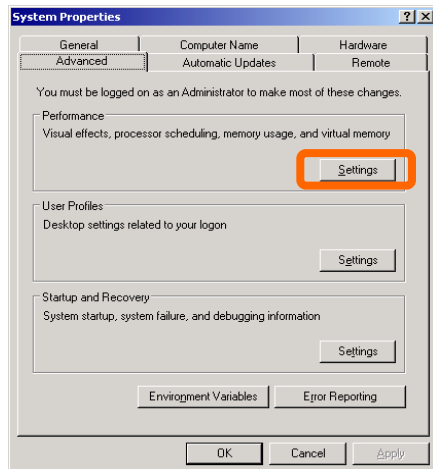 System Properties
General Computer Name Hardware
Advanced Automatic Updates Remote
You must be logged on as an Administrator to make most of these changes.
Performance
Visual effects, processor scheduling, memory usage, and virtual memory
Settings
User Profiles
Desktop settings related to your logon
Settings
Startup and Recovery
System startup, system failure, and debugging information
Settings
Environment Variables Error Reporting
OK Cancel Apply